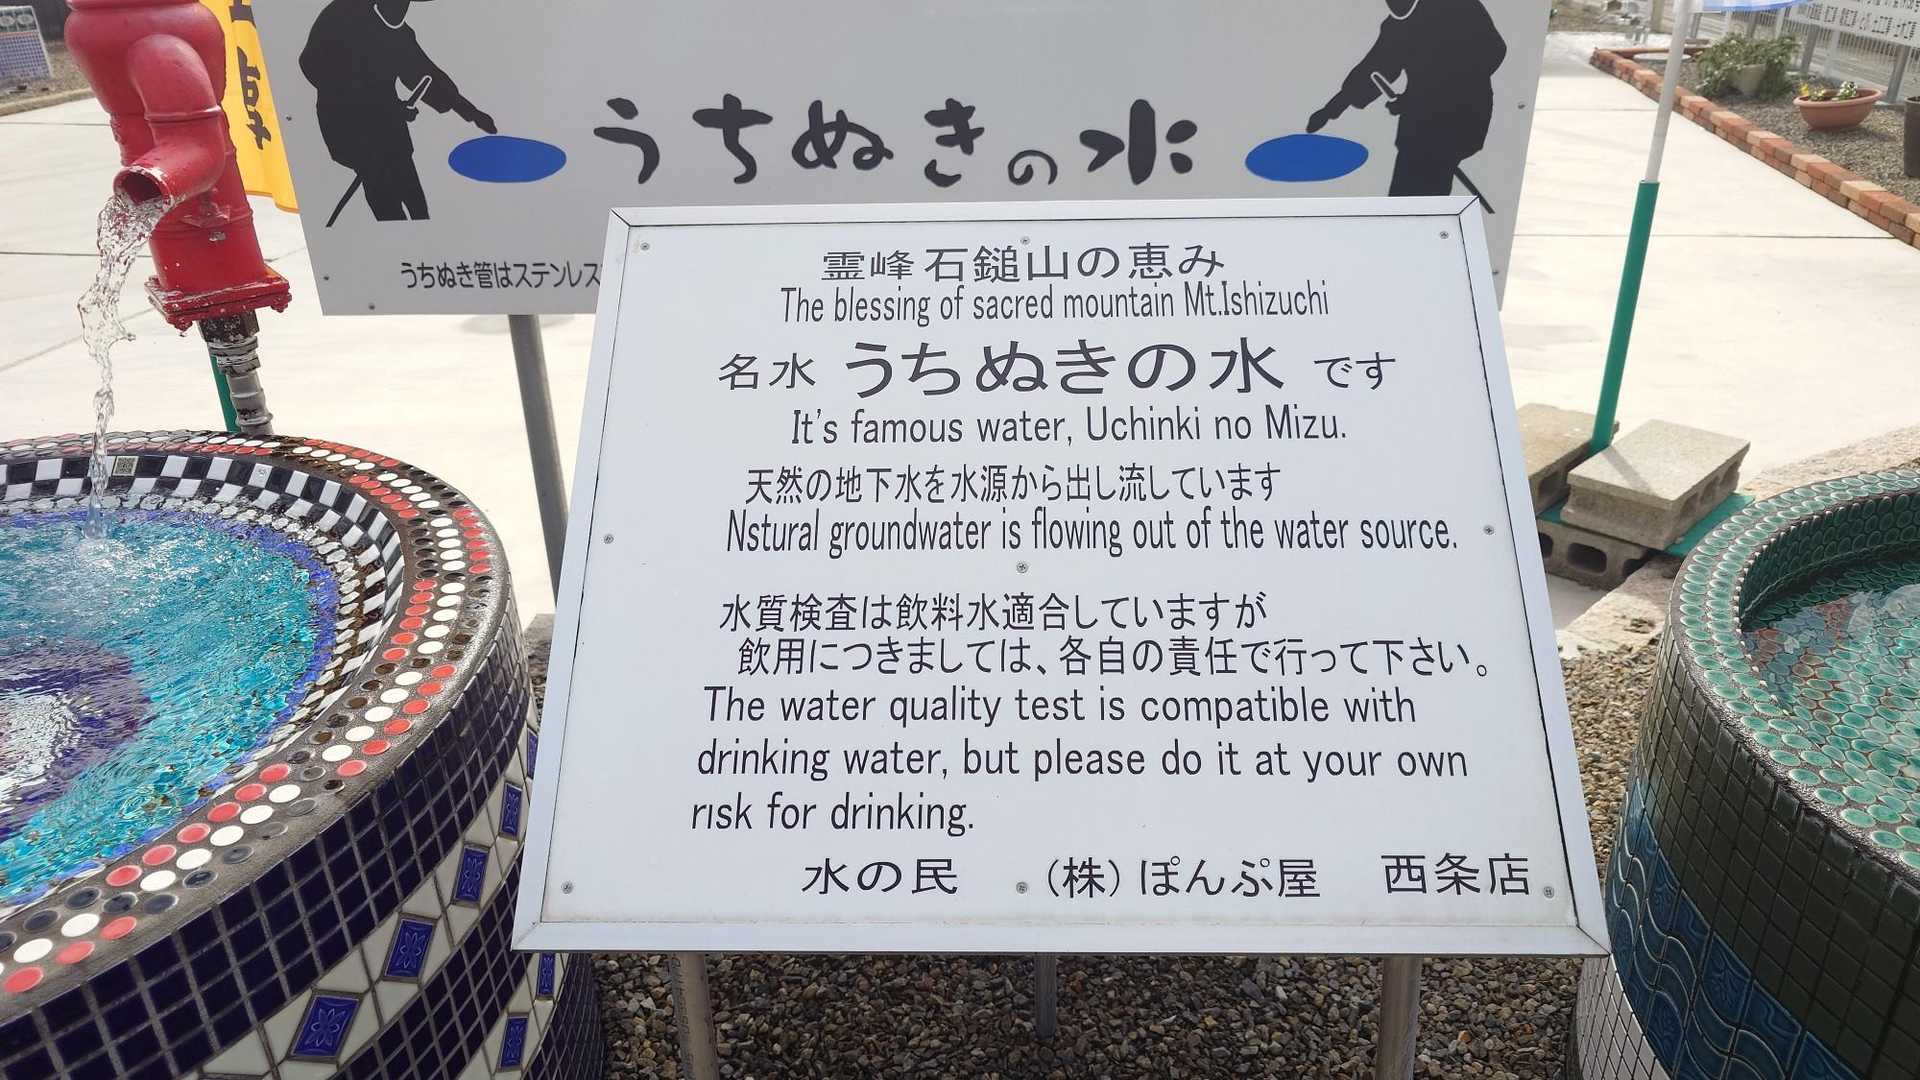 うちぬきの水
うちぬき管はステンレス
霊峰 石鎚山の恵み
The blessing of sacred mountain Mt.Ishizuchi
名水 うちぬきの水 です
It's famous water, Uchinki no Mizu.
天然の地下水を水源から出し流しています
Nstural groundwater is flowing out of the water source.
水質検査は飲料水適合していますが
飲用につきましては、各自の責任で行って下さい。
The water quality test is compatible with
drinking water, but please do it at your own
rısk for drinking.
水の民 (株)ぽんぷ屋 西条店